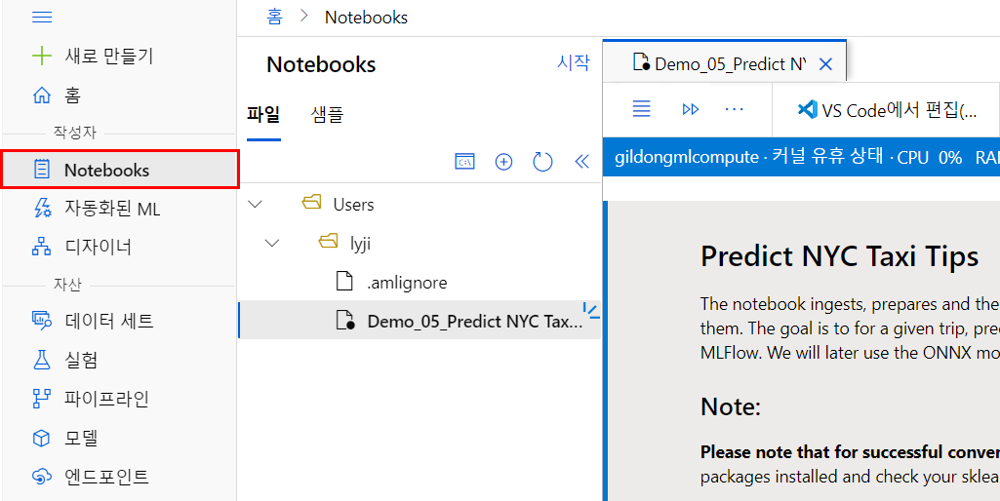 홈 > Notebooks
새로 만들기
홈
작성자
Notebooks
자동화된 ML
디자이너
자산
데이터 세트
실험
파이프라인
모델
엔드포인트
Notebooks
시작
파일 샘플
Users
lyji
.amlignore
Demo_05_Predict NYC Tax...
Demo_05_Predict NY
VS Code에서 편집(...
gildongmlcompute · 커널 유휴 상태 · CPU 0% RAI
Predict NYC Taxi Tips
The notebook ingests, prepares and the
them. The goal is to for a given trip, pre
MLFlow. We will later use the ONNX mo
Note:
Please note that for successful conver
packages installed and check your sklea